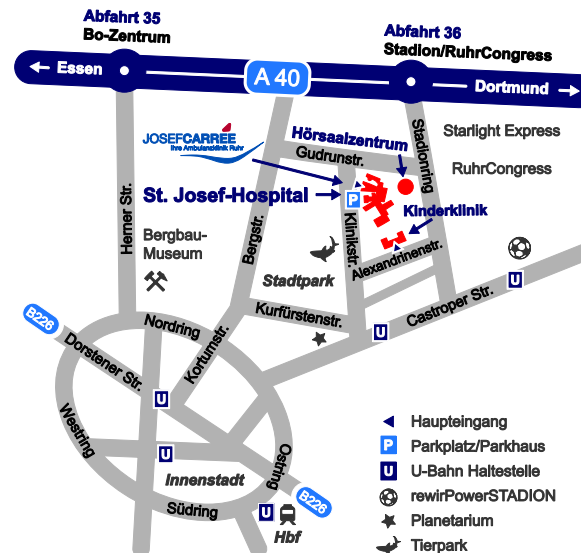 Abfahrt 35
Bo-Zentrum
Abfahrt 36
Stadion/RuhrCongress
Essen
A 40
Dortmund
JOSEFCARRÉE
Ihre Ambulanzklinik Ruhr
Hörsaalzentrum
Gudrunstr.
Stadionring
Starlight Express
RuhrCongress
St. Josef-Hospital
P
Kinderklinik
Herner Str.
Bergstr.
Klinikstr.
Bergbau-
Museum
Stadtpark
Alexandrinenstr.
U
Castroper Str.
Kurfürstenstr.
U
B226
Nordring
Dorstener Str.
Kortumstr.
U
Westring
U
Innenstadt
Ostring
B226
Südring
U
Hbf
Haupteingang
P Parkplatz/Parkhaus
U U-Bahn Haltestelle
rewirPowerSTADION
Planetarium
Tierpark